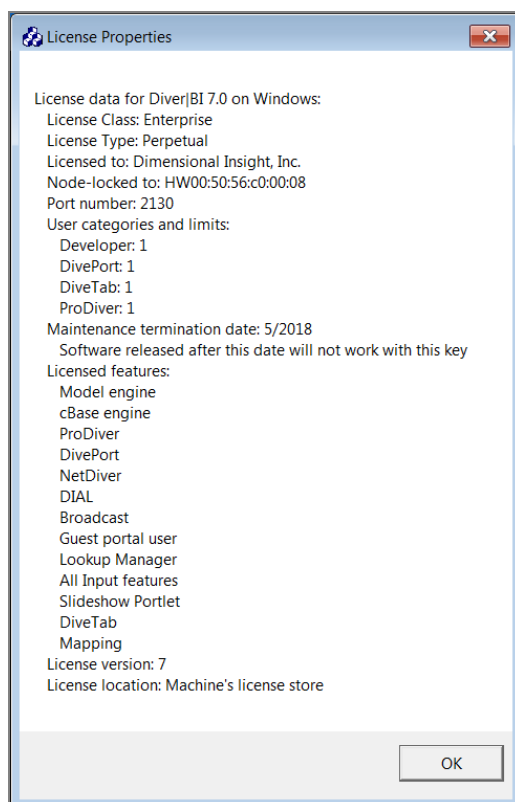 License Properties
License data for Diver|BI 7.0 on Windows:
License Class: Enterprise
License Type: Perpetual
Licensed to: Dimensional Insight, Inc.
Node-locked to: HW00:50:56:c0:00:08
Port number: 2130
User categories and limits:
Developer: 1
DivePort: 1
DiveTab: 1
ProDiver: 1
Maintenance termination date: 5/2018
Software released after this date will not work with this key
Licensed features:
Model engine
cBase engine
ProDiver
DivePort
NetDiver
DIAL
Broadcast
Guest portal user
Lookup Manager
All Input features
Slideshow Portlet
DiveTab
Mapping
License version: 7
License location: Machine's license store
OK